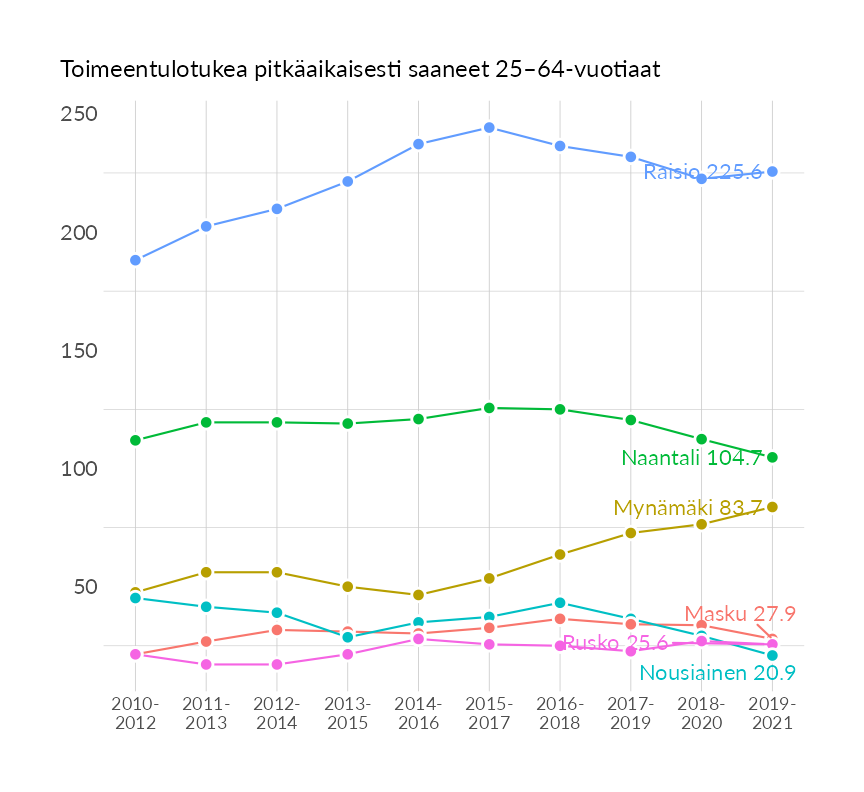 Toimeentulotukea pitkäaikaisesti saaneet 25–64-vuotiaat
250
200
150
100
50
Raisio 225.6
Naantali 104.7
Mynämäki 83.7
Masku 27.9
Rusko 25.6
Nousiainen 20.9
2010- 2011- 2012- 2013- 2014- 2015- 2016- 2017- 2018- 2019-
2012 2013 2014 2015 2016 2017 2018 2019 2020 2021